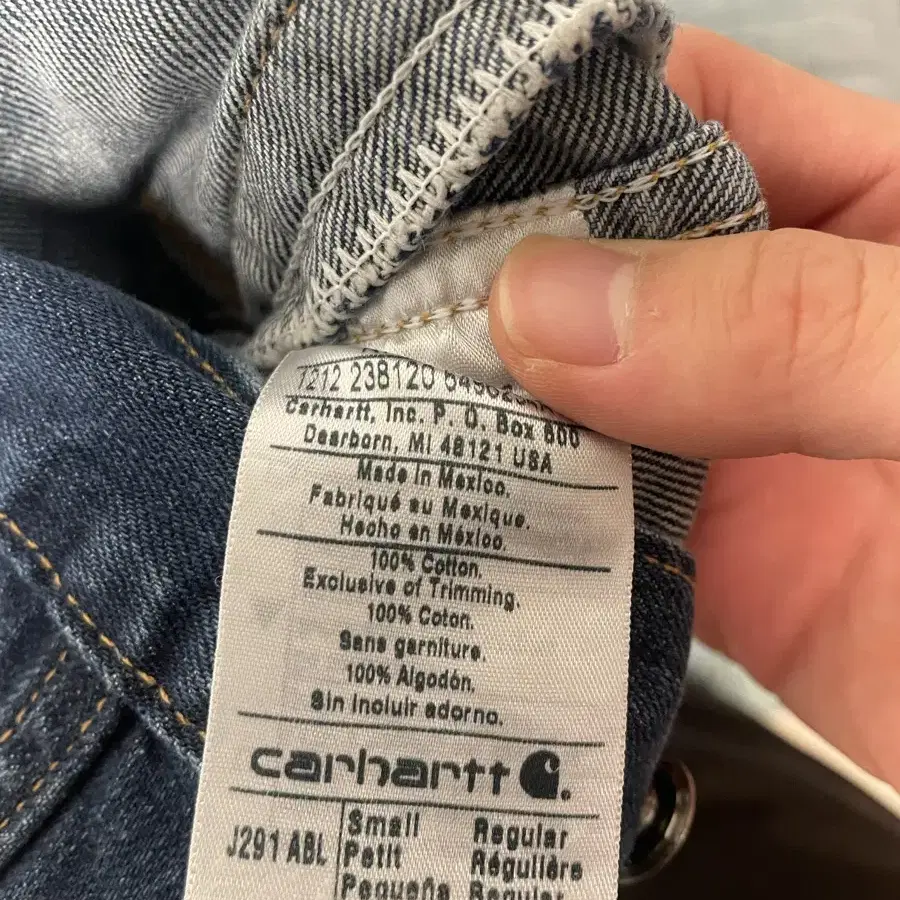 7212 238120
Carhartt, Inc. P. O. Box 600
Dearborn, MI 48121 USA
Made in Mexico.
Fabriqué au Mexique.
Hecho en México.
100% Cotton.
Exclusive of Trimming.
100% Coton.
Sans garniture.
100% Algodón.
Sin incluir adorno.
carhartt
J291 ABL
Small Regular
Petit Régulière
Pequeña Regular